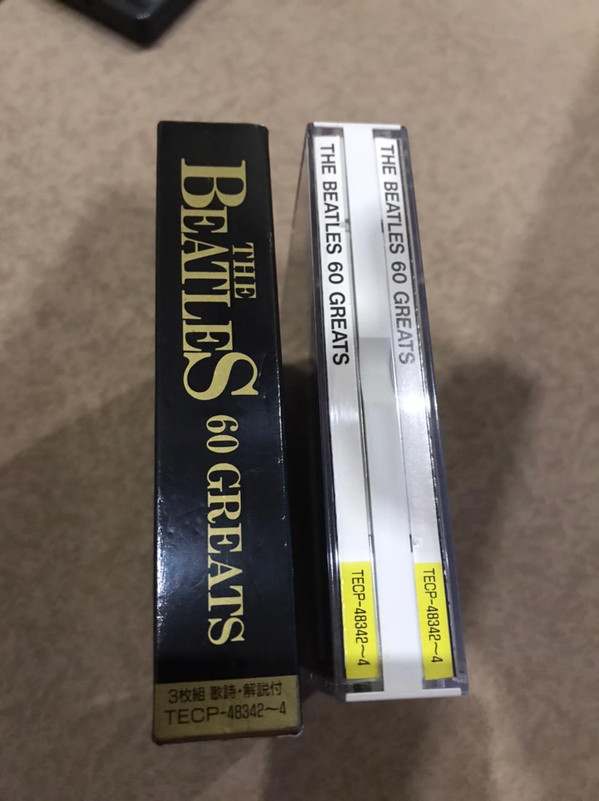 THE
BEATLES
60 GREATS
3枚組 歌詩・解説付
TECP-48342〜4
THE BEATLES 60 GREATS
TECP-48342〜4
THE BEATLES 60 GREATS
TECP-48342〜4